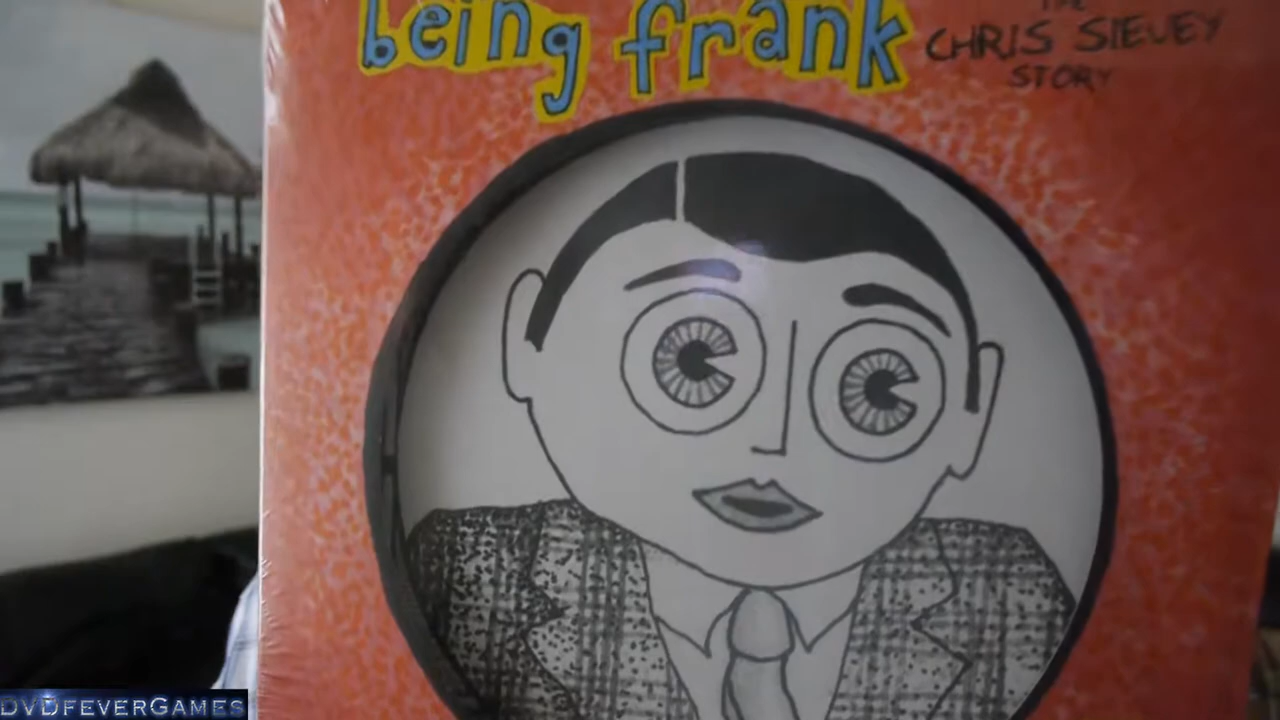 being frank
THE
CHRIS SIEVEY
STORY
DVDFEVERGAMES